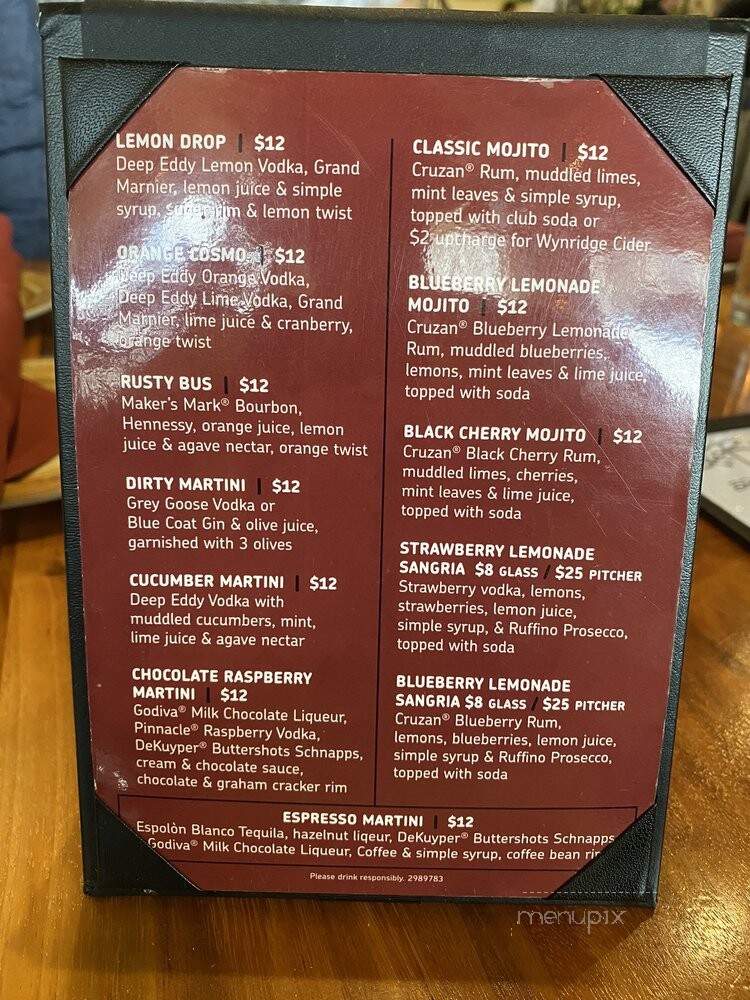 LEMON DROP | $12
Deep Eddy Lemon Vodka, Grand
Marnier, lemon juice & simple
syrup, sugar rim & lemon twist
ORANGE COSMO | $12
Deep Eddy Orange Vodka,
Deep Eddy Lime Vodka, Grand
Marnier, lime juice & cranberry,
orange twist
RUSTY BUS | $12
Maker's Mark® Bourbon,
Hennessy, orange juice, lemon
juice & agave nectar, orange twist
DIRTY MARTINI | $12
Grey Goose Vodka or
Blue Coat Gin & olive juice,
garnished with 3 olives
CUCUMBER MARTINI | $12
Deep Eddy Vodka with
muddled cucumbers, mint,
lime juice & agave nectar
CHOCOLATE RASPBERRY
MARTINI | $12
Godiva® Milk Chocolate Liqueur,
Pinnacle® Raspberry Vodka,
DeKuyper® Buttershots Schnapps,
cream & chocolate sauce,
chocolate & graham cracker rim
CLASSIC MOJITO | $12
Cruzan® Rum, muddled limes,
mint leaves & simple syrup,
topped with club soda or
$2 uptharge for Wynridge Cider
BLUEBERRY LEMONADE
MOJITO | $12
Cruzan® Blueberry Lemonade
Rum, muddled blueberries,
lemons, mint leaves & lime juice,
topped with soda
BLACK CHERRY MOJITO | $12
Cruzan® Black Cherry Rum,
muddled limes, cherries,
mint leaves & lime juice,
topped with soda
STRAWBERRY LEMONADE
SANGRIA $8 GLASS / $25 PITCHER
Strawberry vodka, lemons,
strawberries, lemon juice,
simple syrup, & Ruffino Prosecco,
topped with soda
BLUEBERRY LEMONADE
SANGRIA $8 GLASS / $25 PITCHER
Cruzan® Blueberry Rum,
lemons, blueberries, lemon juice,
simple syrup & Ruffino Prosecco,
topped with soda
ESPRESSO MARTINI | $12
Espolòn Blanco Tequila, hazelnut liqeur, DeKuyper® Buttershots Schnapps
Godiva® Milk Chocolate Liqueur, Coffee & simple syrup, coffee bean
Please drink responsibly. 2989783
menupix